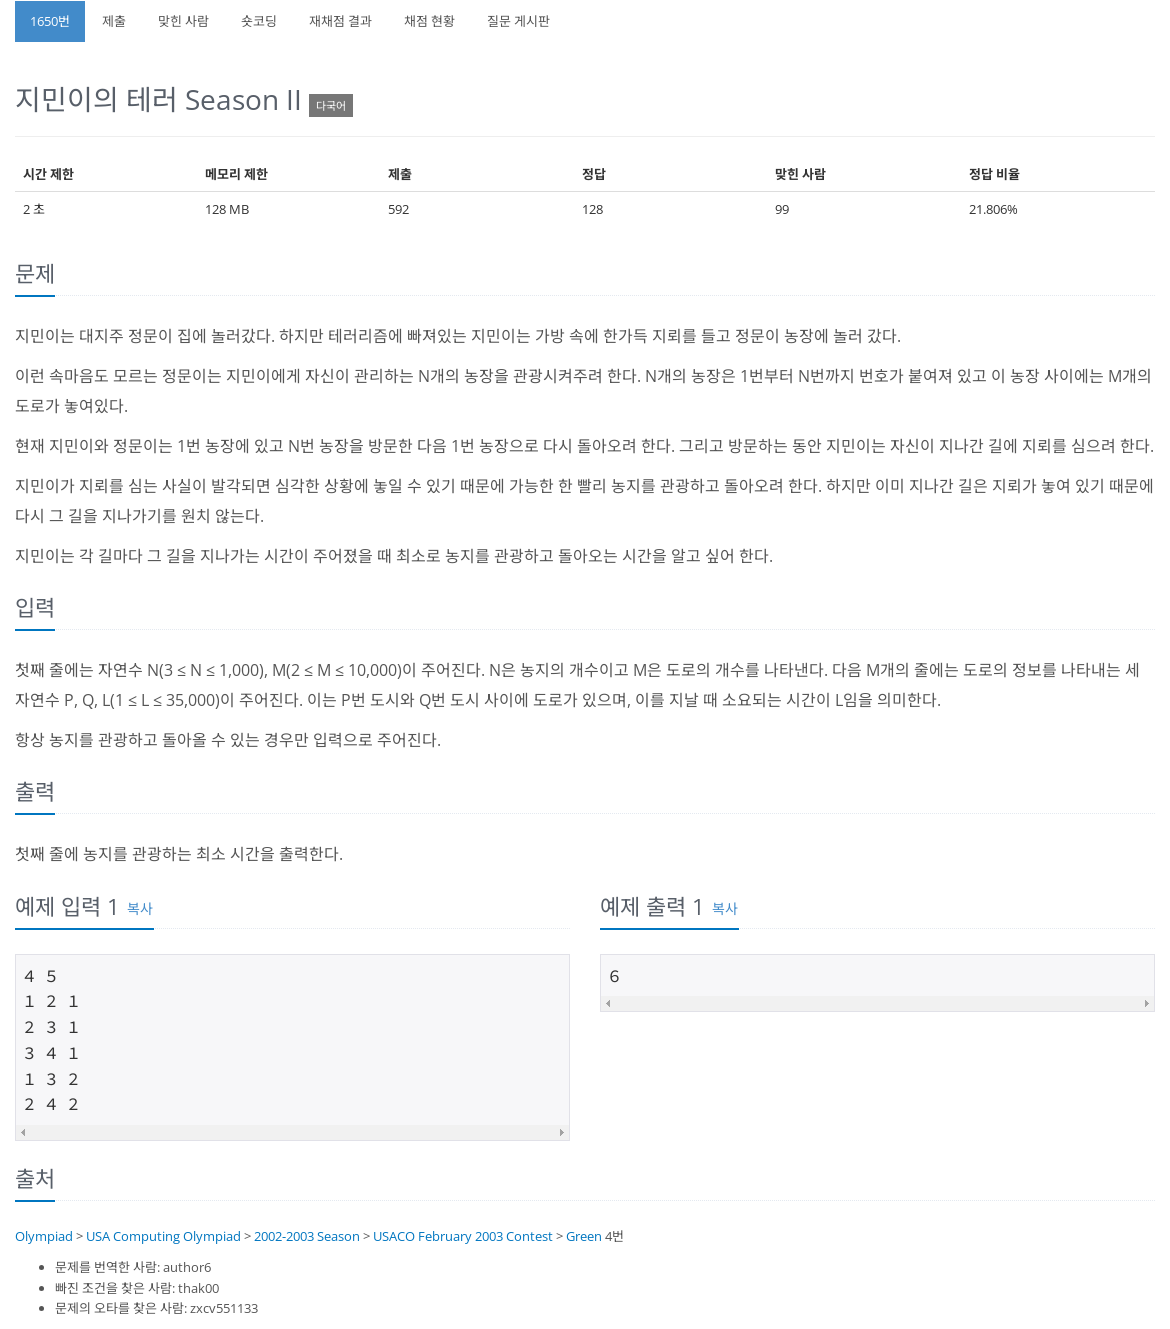 1650번 제출 맞힌 사람 숏코딩 재채점 결과 채점 현황 질문 게시판
지민이의 테러 Season II 다국어
시간 제한 메모리 제한 제출 정답 맞힌 사람 정답 비율
2 초 128 MB 592 128 99 21.806%
문제
지민이는 대지주 정문이 집에 놀러갔다. 하지만 테러리즘에 빠져있는 지민이는 가방 속에 한가득 지뢰를 들고 정문이 농장에 놀러 갔다.
이런 속마음도 모르는 정문이는 지민이에게 자신이 관리하는 N개의 농장을 관광시켜주려 한다. N개의 농장은 1번부터 N번까지 번호가 붙여져 있고 이 농장 사이에는 M개의
도로가 놓여있다.
현재 지민이와 정문이는 1번 농장에 있고 N번 농장을 방문한 다음 1번 농장으로 다시 돌아오려 한다. 그리고 방문하는 동안 지민이는 자신이 지나간 길에 지뢰를 심으려 한다.
지민이가 지뢰를 심는 사실이 발각되면 심각한 상황에 놓일 수 있기 때문에 가능한 한 빨리 농지를 관광하고 돌아오려 한다. 하지만 이미 지나간 길은 지뢰가 놓여 있기 때문에
다시 그 길을 지나가기를 원치 않는다.
지민이는 각 길마다 그 길을 지나가는 시간이 주어졌을 때 최소로 농지를 관광하고 돌아오는 시간을 알고 싶어 한다.
입력
첫째 줄에는 자연수 N(3 ≤ N ≤ 1,000), M(2 ≤ M ≤ 10,000)이 주어진다. N은 농지의 개수이고 M은 도로의 개수를 나타낸다. 다음 M개의 줄에는 도로의 정보를 나타내는 세
자연수 P, Q, L(1 ≤ L ≤ 35,000)이 주어진다. 이는 P번 도시와 Q번 도시 사이에 도로가 있으며, 이를 지날 때 소요되는 시간이 L임을 의미한다.
항상 농지를 관광하고 돌아올 수 있는 경우만 입력으로 주어진다.
출력
첫째 줄에 농지를 관광하는 최소 시간을 출력한다.
예제 입력 1 복사
4 5
1 2 1
2 3 1
3 4 1
1 3 2
2 4 2
예제 출력 1 복사
6
출처
Olympiad > USA Computing Olympiad > 2002-2003 Season > USACO February 2003 Contest > Green 4번
문제를 번역한 사람: author6
빠진 조건을 찾은 사람: thak00
문제의 오타를 찾은 사람: zxcv551133